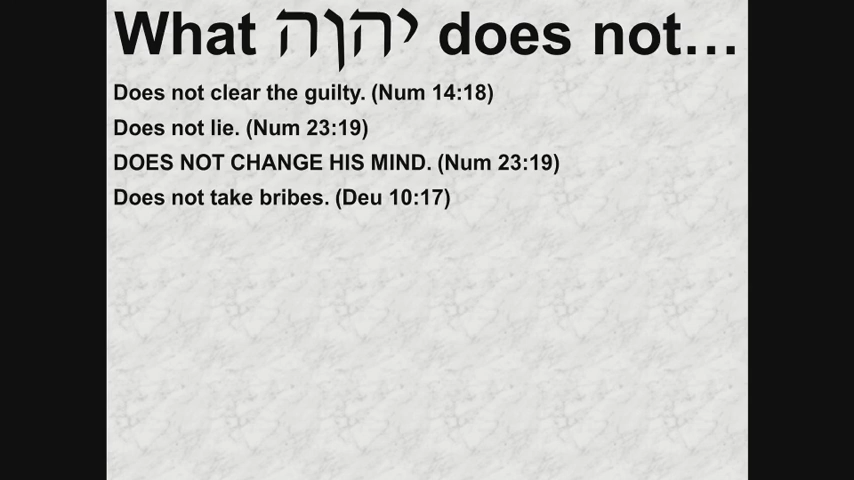 What יהוה does not…
Does not clear the guilty. (Num 14:18)
Does not lie. (Num 23:19)
DOES NOT CHANGE HIS MIND. (Num 23:19)
Does not take bribes. (Deu 10:17)